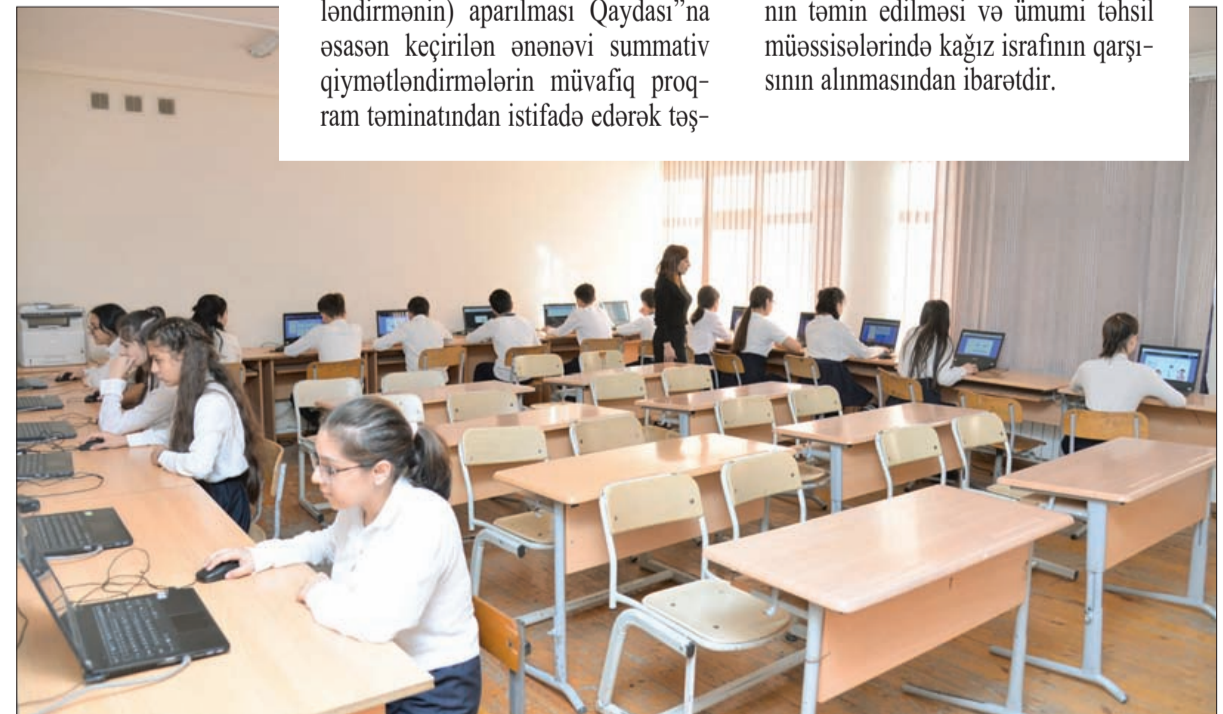 ləndirmənin) aparılması Qaydası”na
əsasən keçirilən ənənəvi summativ
qiymətləndirmələrin müvafiq proq-
ram təminatından istifadə edərək təş-
nın təmin edilməsi və ümumi təhsil
müəssisələrində kağız israfının qarşı-
sının alınmasından ibarətdir.